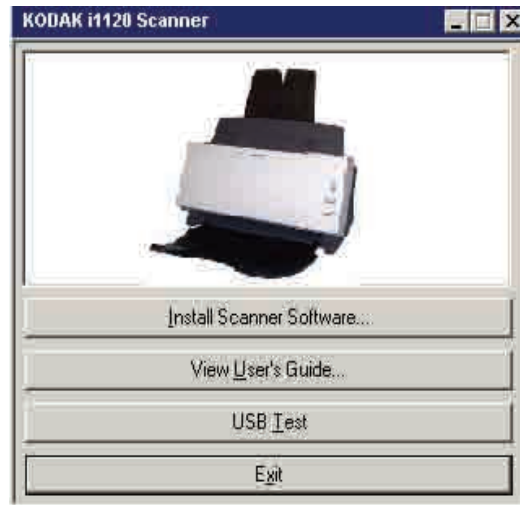 KODAK i1120 Scanner
Install Scanner Software...
View User's Guide...
USB Test
Exit